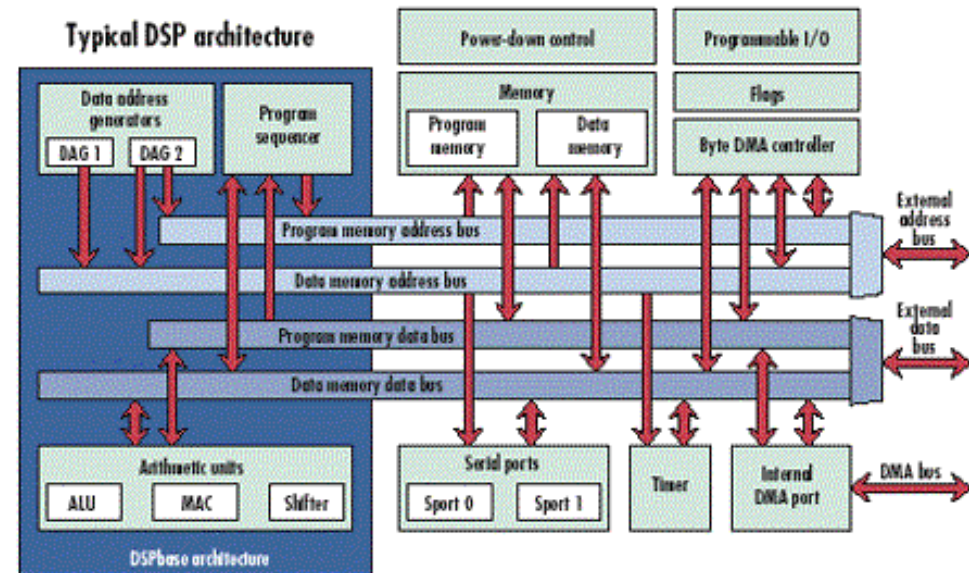 Typical DSP architecture
Power-down control
Programmable I/O
Data address
generators
DAG 1
DAG 2
Program
sequencer
Memory
Program
memory
Data
memory
Flags
Byte DMA controller
External
address
bus
Program memory address bus
Data memory address bus
External
data
bus
Program memory data bus
Data memory data bus
Arithmetic units
ALU
MAC
Shifter
Serial ports
Sport 0
Sport 1
Timer
Internal
DMA port
DMA bus
DSPbase architecture